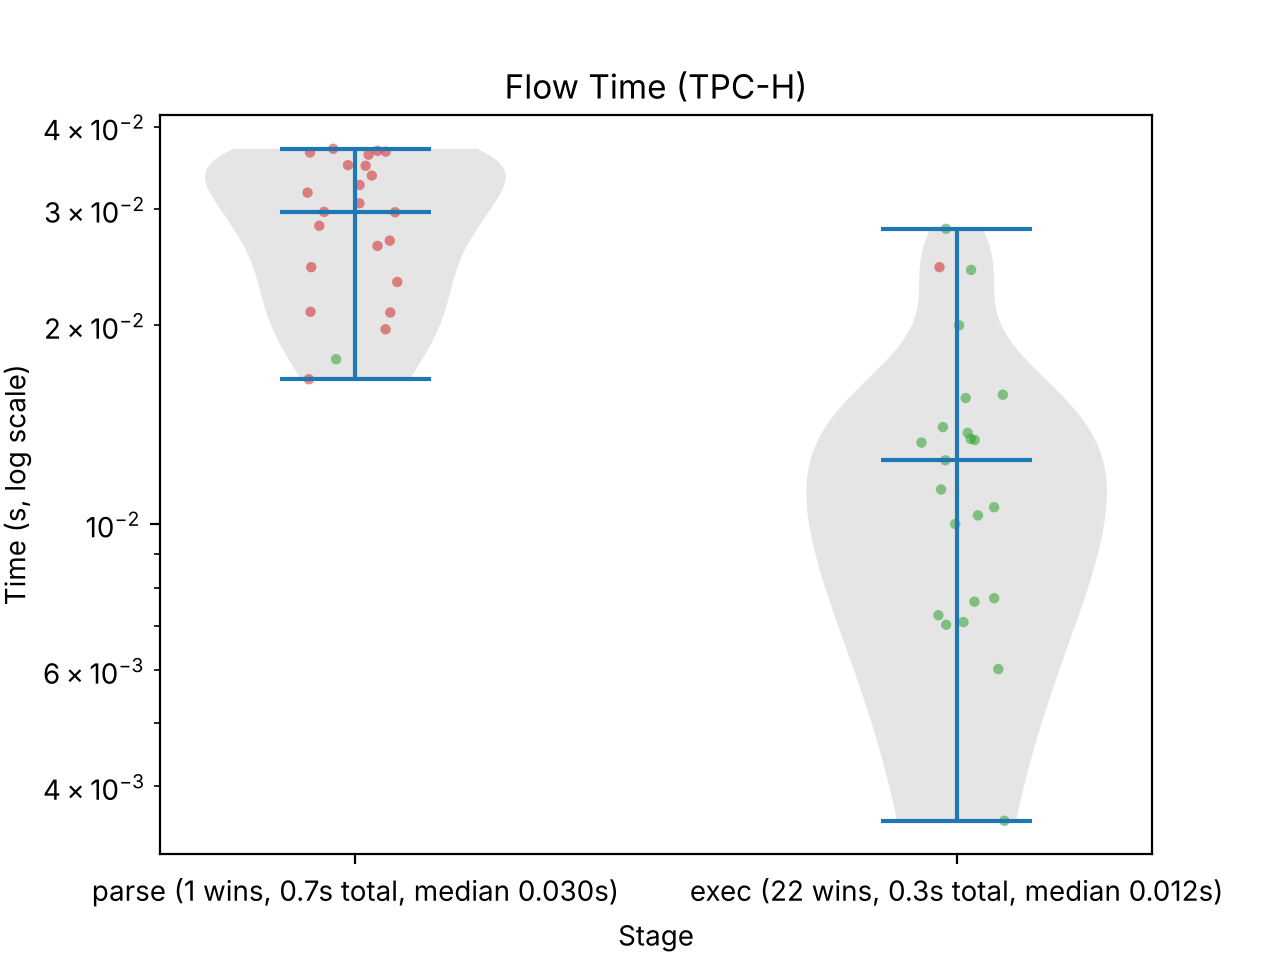 Flow Time (TPC-H)
Time (s, log scale)
4 × 10⁻²
3 × 10⁻²
2 × 10⁻²
10⁻²
6 × 10⁻³
4 × 10⁻³
parse (1 wins, 0.7s total, median 0.030s)
exec (22 wins, 0.3s total, median 0.012s)
Stage